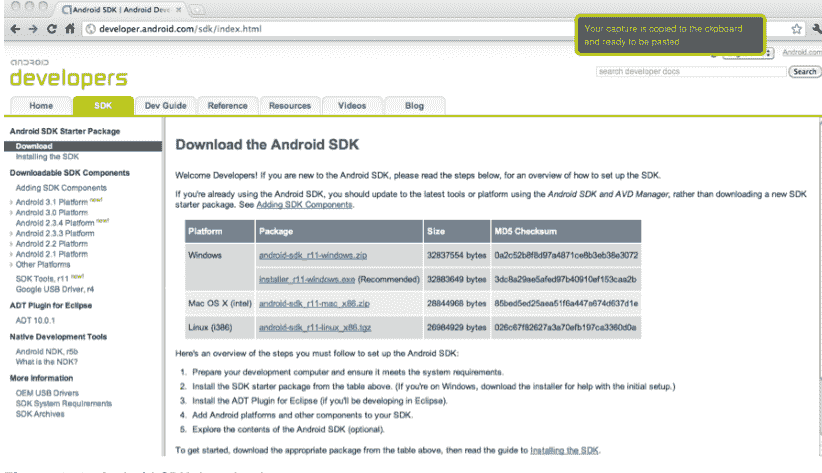 Android SDK | Android Dev
developer.android.com/sdk/index.html
Your capture is copied to the clipboard
and ready to be pasted
Android.com
android
developers
search developer docs
Search
Home SDK Dev Guide Reference Resources Videos Blog
Android SDK Starter Package
Download
Installing the SDK
Downloadable SDK Components
Adding SDK Components
Android 3.1 Platform new!
Android 3.0 Platform
Android 2.3.4 Platform new!
Android 2.3.3 Platform
Android 2.2 Platform
Android 2.1 Platform
Other Platforms
SDK Tools, r11 new!
Google USB Driver, r4
ADT Plugin for Eclipse
ADT 10.0.1
Native Development Tools
Android NDK, r5b
What is the NDK?
More Information
OEM USB Drivers
SDK System Requirements
SDK Archives
Download the Android SDK
Welcome Developers! If you are new to the Android SDK, please read the steps below, for an overview of how to set up the SDK.
If you're already using the Android SDK, you should update to the latest tools or platform using the Android SDK and AVD Manager, rather than downloading a new SDK
starter package. See Adding SDK Components.
Platform Package Size MD5 Checksum
Windows android-sdk_r11-windows.zip 32837554 bytes 0a2c52b8f8d97a4871ce8b3eb38e3072
installer_r11-windows.exe (Recommended) 32883649 bytes 3dc8a29ae5afed97b40910ef153caa2b
Mac OS X (intel) android-sdk_r11-mac_x86.zip 28844968 bytes 85bed5ed25aea51f6a447a674d637d1e
Linux (i386) android-sdk_r11-linux_x86.tgz 26984929 bytes 026c67f82627a3a70efb197ca3360d0a
Here's an overview of the steps you must follow to set up the Android SDK:
1. Prepare your development computer and ensure it meets the system requirements.
2. Install the SDK starter package from the table above. (If you're on Windows, download the installer for help with the initial setup.)
3. Install the ADT Plugin for Eclipse (if you'll be developing in Eclipse).
4. Add Android platforms and other components to your SDK.
5. Explore the contents of the Android SDK (optional).
To get started, download the appropriate package from the table above, then read the guide to Installing the SDK.